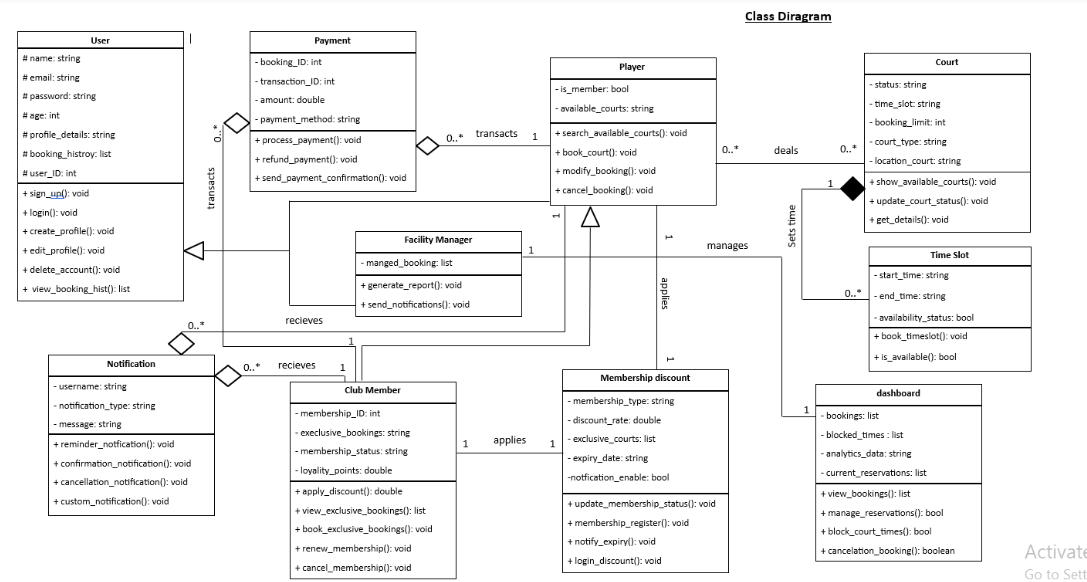 Class Diragram
User
# name: string
# email: string
# password: string
# age: int
# profile_details: string
# booking_histroy: list
# user_ID: int
+ sign_up(): void
+ login(): void
+ create_profile(): void
+ edit_profile(): void
+ delete_account(): void
+ view_booking_hist(): list
Payment
- booking_ID: int
- transaction_ID: int
- amount: double
- payment_method: string
+ process_payment(): void
+ refund_payment(): void
+ send_payment_confirmation(): void
0..*
transacts
0..* transacts 1
Player
- is_member: bool
- available_courts: string
+ search_available_courts(): void
+ book_court(): void
+ modify_booking(): void
+ cancel_booking(): void
0..* deals 0..*
Court
- status: string
- time_slot: string
- booking_limit: int
- court_type: string
- location_court: string
+ show_available_courts(): void
+ update_court_status(): void
+ get_details(): void
1
Sets time
0..*
Time Slot
- start_time: string
- end_time: string
- availability_status: bool
+ book_timeslot(): void
+ is_available(): bool
Facility Manager
- manged_booking: list
+ generate_report(): void
+ send_notifications(): void
1
manages
1
1
1
applies
1
0..*
recieves
1
Notification
- username: string
- notification_type: string
- message: string
+ reminder_notfication(): void
+ confirmation_notification(): void
+ cancellation_notification(): void
+ custom_notification(): void
0..* recieves 1
Club Member
- membership_ID: int
- execlusive_bookings: string
- membership_status: string
- loyality_points: double
+ apply_discount(): double
+ view_exclusive_bookings(): list
+ book_exclusive_bookings(): void
+ renew_membership(): void
+ cancel_membership(): void
1 applies 1
Membership discount
- membership_type: string
- discount_rate: double
- exclusive_courts: list
- expiry_date: string
-notfication_enable: bool
+ update_membership_status(): void
+ membership_register(): void
+ notify_expiry(): void
+ login_discount(): void
dashboard
- bookings: list
- blocked_times : list
- analytics_data: string
- current_reservations: list
+ view_bookings(): list
+ manage_reservations(): bool
+ block_court_times(): bool
+ cancelation_booking(): boolean
Activate
Go to Sett